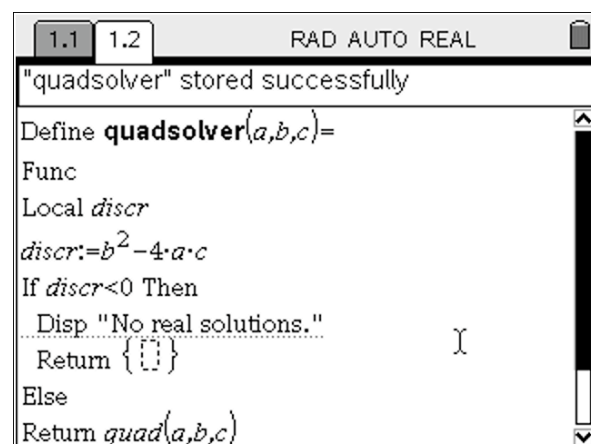 1.1 1.2 RAD AUTO REAL
"quadsolver" stored successfully
Define quadsolver(a,b,c)=
Func
Local discr
discr:=b²−4·a·c
If discr<0 Then
Disp "No real solutions."
Return {⬚}
Else
Return quad(a,b,c)